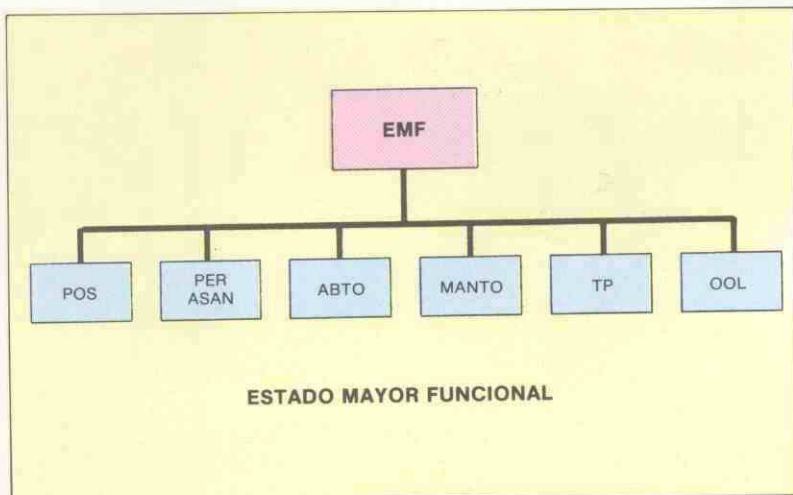 EMF
POS
PER
ASAN
ABTO
MANTO
TP
OOL
ESTADO MAYOR FUNCIONAL